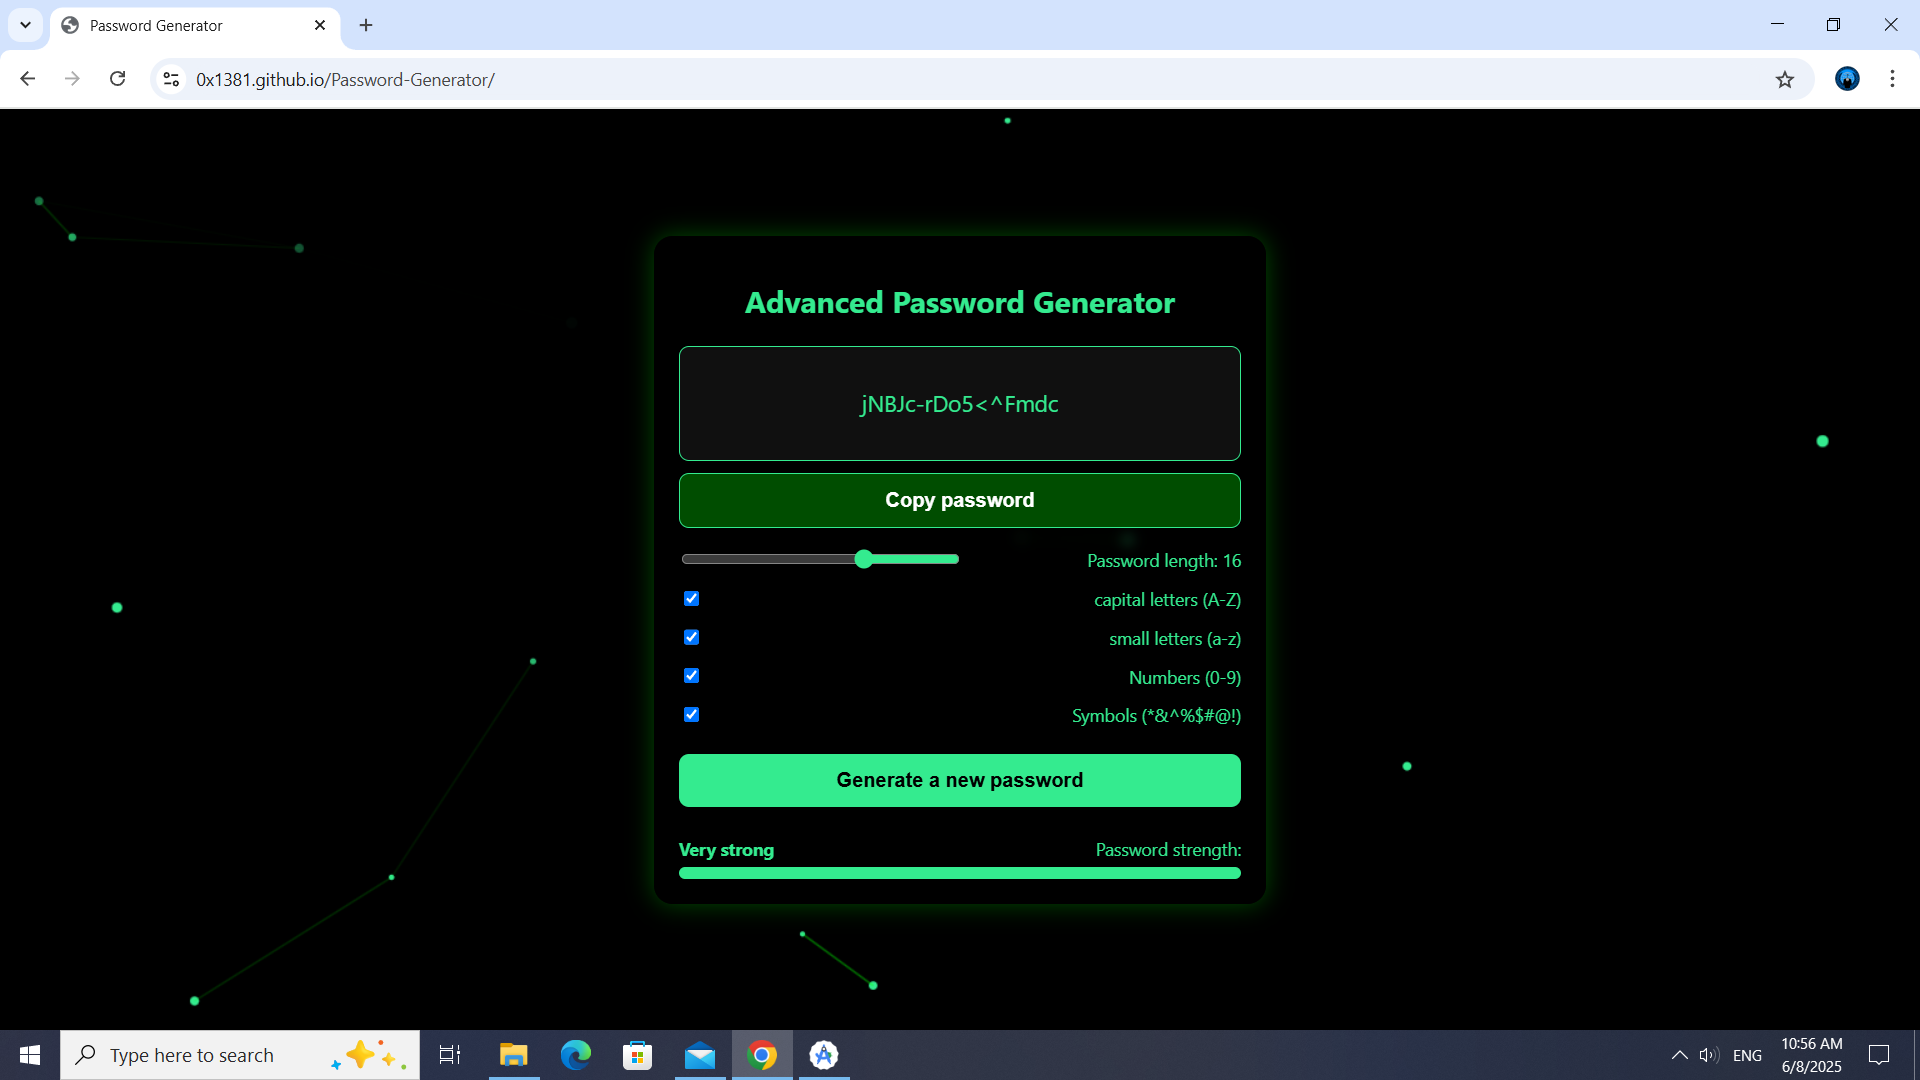 Password Generator
0x1381.github.io/Password-Generator/
Advanced Password Generator
jNBJc-rDo5<^Fmdc
Copy password
Password length: 16
capital letters (A-Z)
small letters (a-z)
Numbers (0-9)
Symbols (*&^%$#@!)
Generate a new password
Very strong
Password strength:
Type here to search
ENG
10:56 AM
6/8/2025